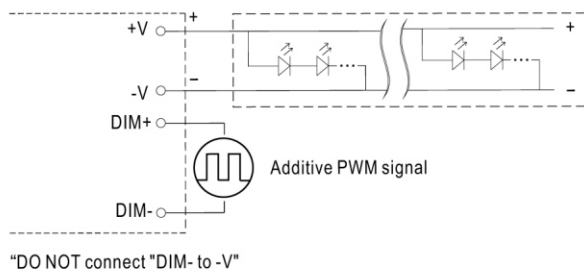 +V + +
-V − −
DIM+
Additive PWM signal
DIM-
“DO NOT connect "DIM- to -V"